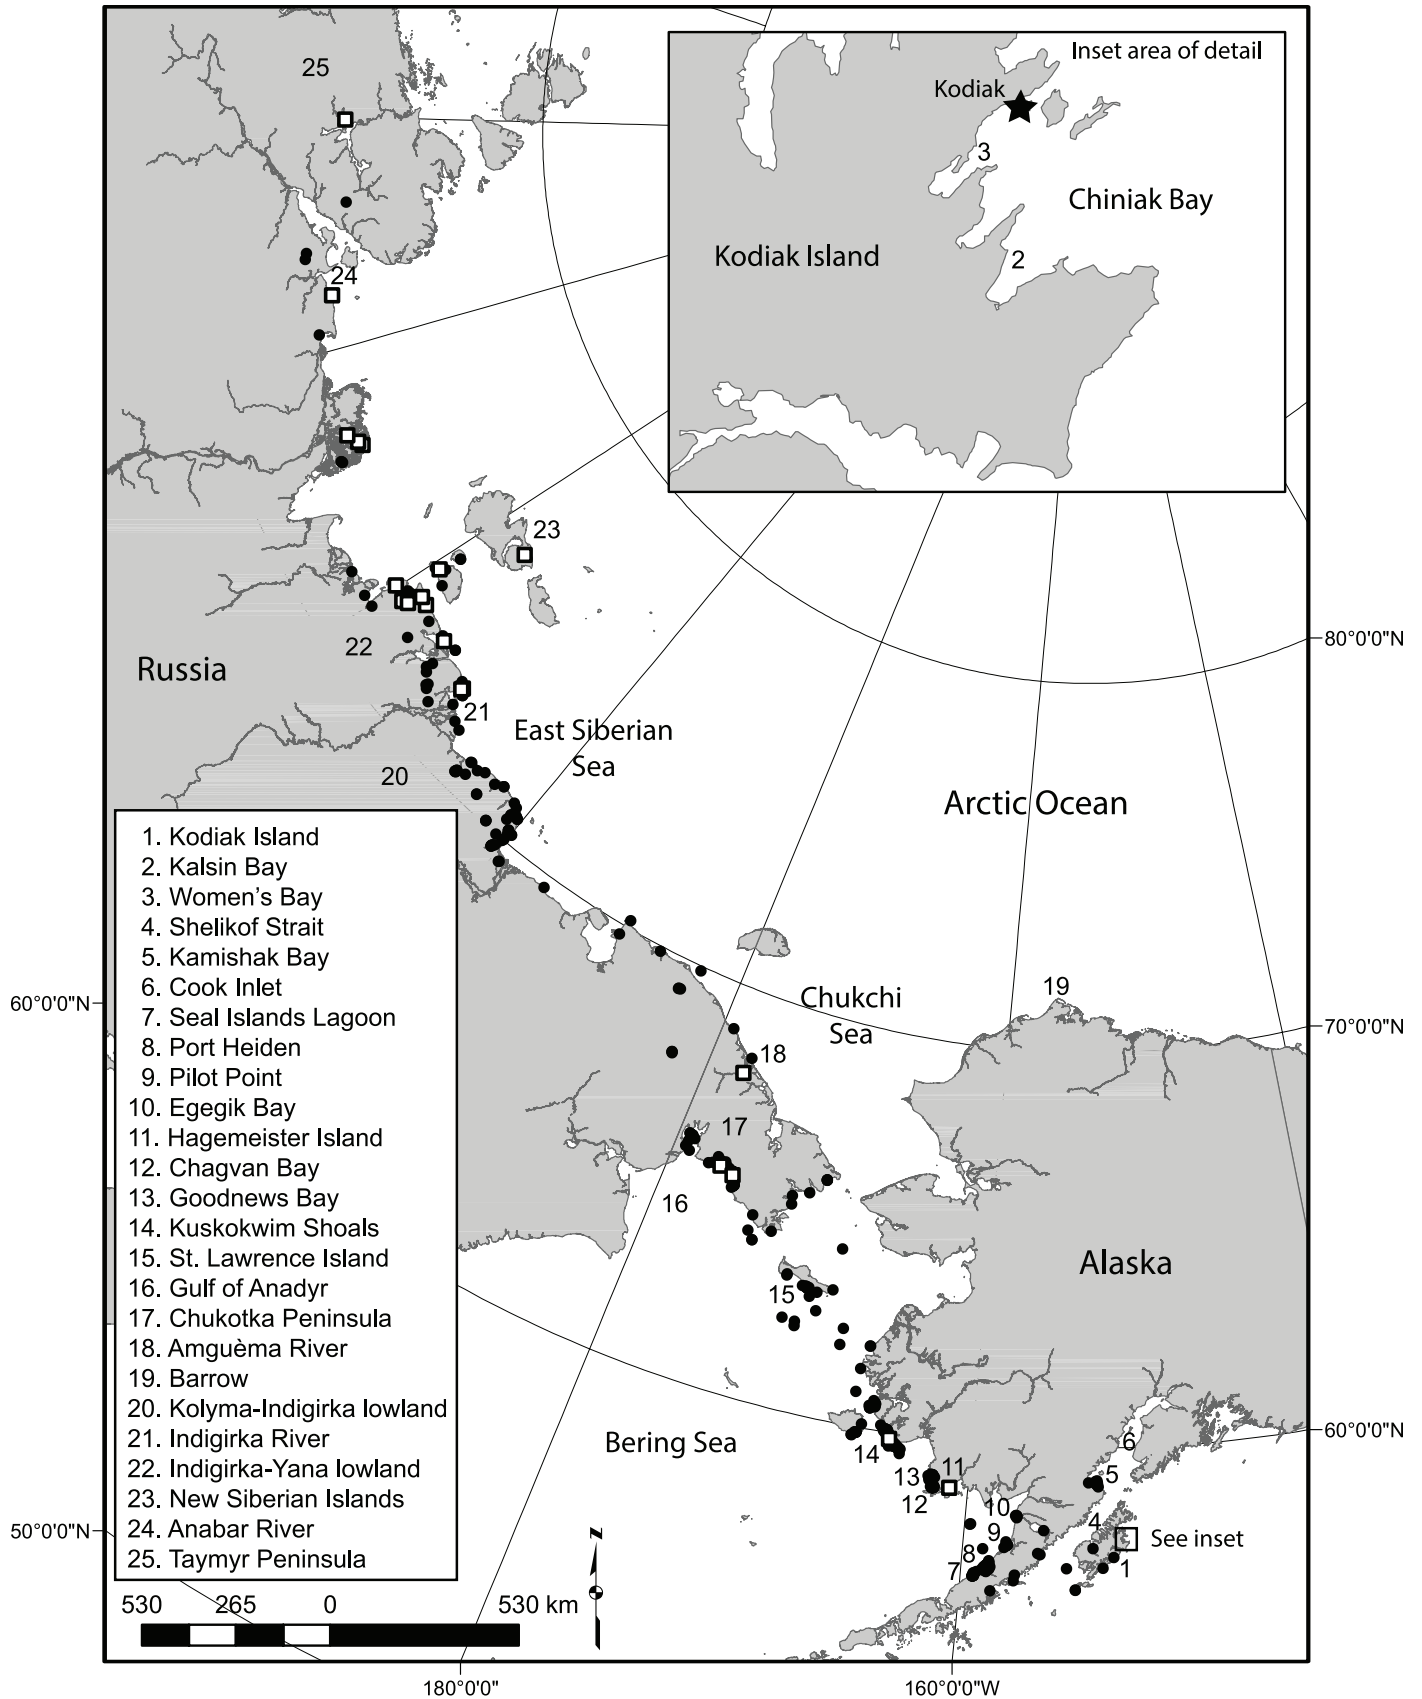 25
Inset area of detail
Kodiak
3
Chiniak Bay
Kodiak Island
2
24
23
22
Russia
80°0'0"N
21
East Siberian
Sea
20
Arctic Ocean
1. Kodiak Island
2. Kalsin Bay
3. Women's Bay
4. Shelikof Strait
5. Kamishak Bay
6. Cook Inlet
7. Seal Islands Lagoon
8. Port Heiden
9. Pilot Point
10. Egegik Bay
11. Hagemeister Island
12. Chagvan Bay
13. Goodnews Bay
14. Kuskokwim Shoals
15. St. Lawrence Island
16. Gulf of Anadyr
17. Chukotka Peninsula
18. Amguèma River
19. Barrow
20. Kolyma-Indigirka lowland
21. Indigirka River
22. Indigirka-Yana lowland
23. New Siberian Islands
24. Anabar River
25. Taymyr Peninsula
60°0'0"N
19
Chukchi
Sea
70°0'0"N
18
17
16
Alaska
15
Bering Sea
14
6
60°0'0"N
13
11
5
12
10
50°0'0"N
9
4
See inset
8
7
1
N
530 265 0 530 km
180°0'0"
160°0'0"W